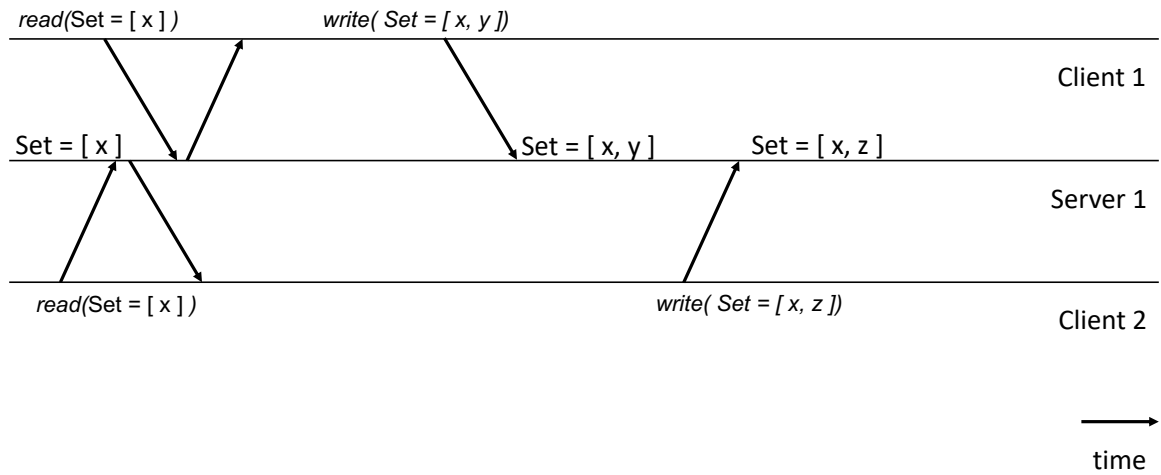 read(Set = [ x ] )
write( Set = [ x, y ])
Client 1
Set = [ x ]
Set = [ x, y ]
Set = [ x, z ]
Server 1
read(Set = [ x ] )
write( Set = [ x, z ])
Client 2
time